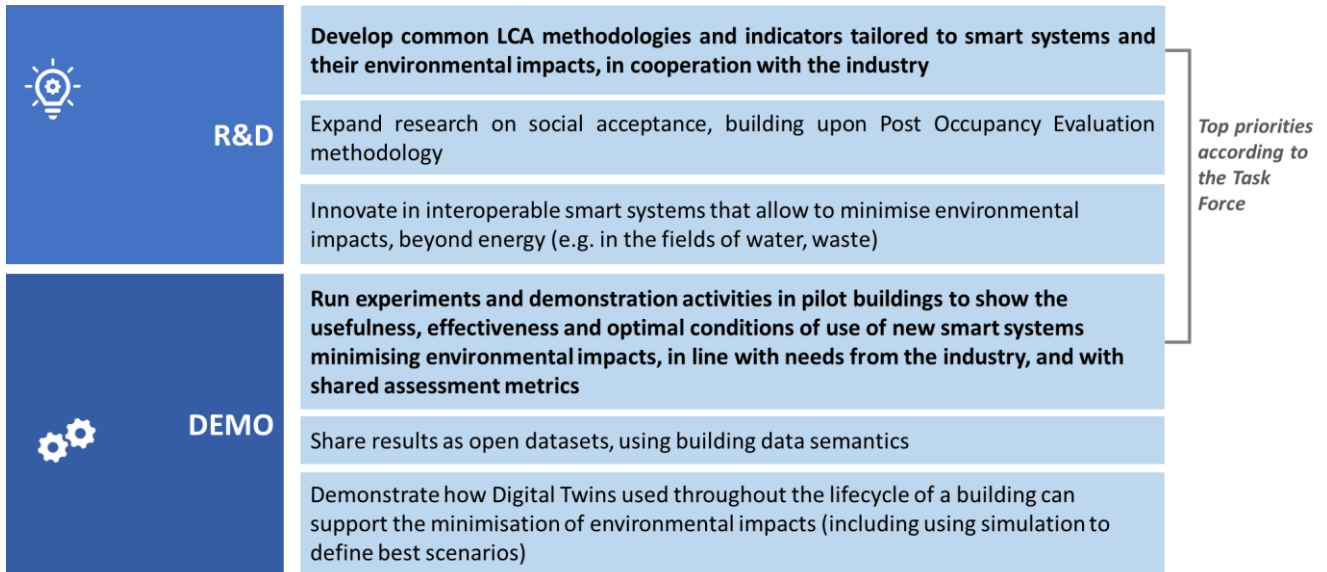 R&D
Develop common LCA methodologies and indicators tailored to smart systems and
their environmental impacts, in cooperation with the industry
Expand research on social acceptance, building upon Post Occupancy Evaluation
methodology
Innovate in interoperable smart systems that allow to minimise environmental
impacts, beyond energy (e.g. in the fields of water, waste)
DEMO
Run experiments and demonstration activities in pilot buildings to show the
usefulness, effectiveness and optimal conditions of use of new smart systems
minimising environmental impacts, in line with needs from the industry, and with
shared assessment metrics
Share results as open datasets, using building data semantics
Demonstrate how Digital Twins used throughout the lifecycle of a building can
support the minimisation of environmental impacts (including using simulation to
define best scenarios)
Top priorities
according to
the Task
Force